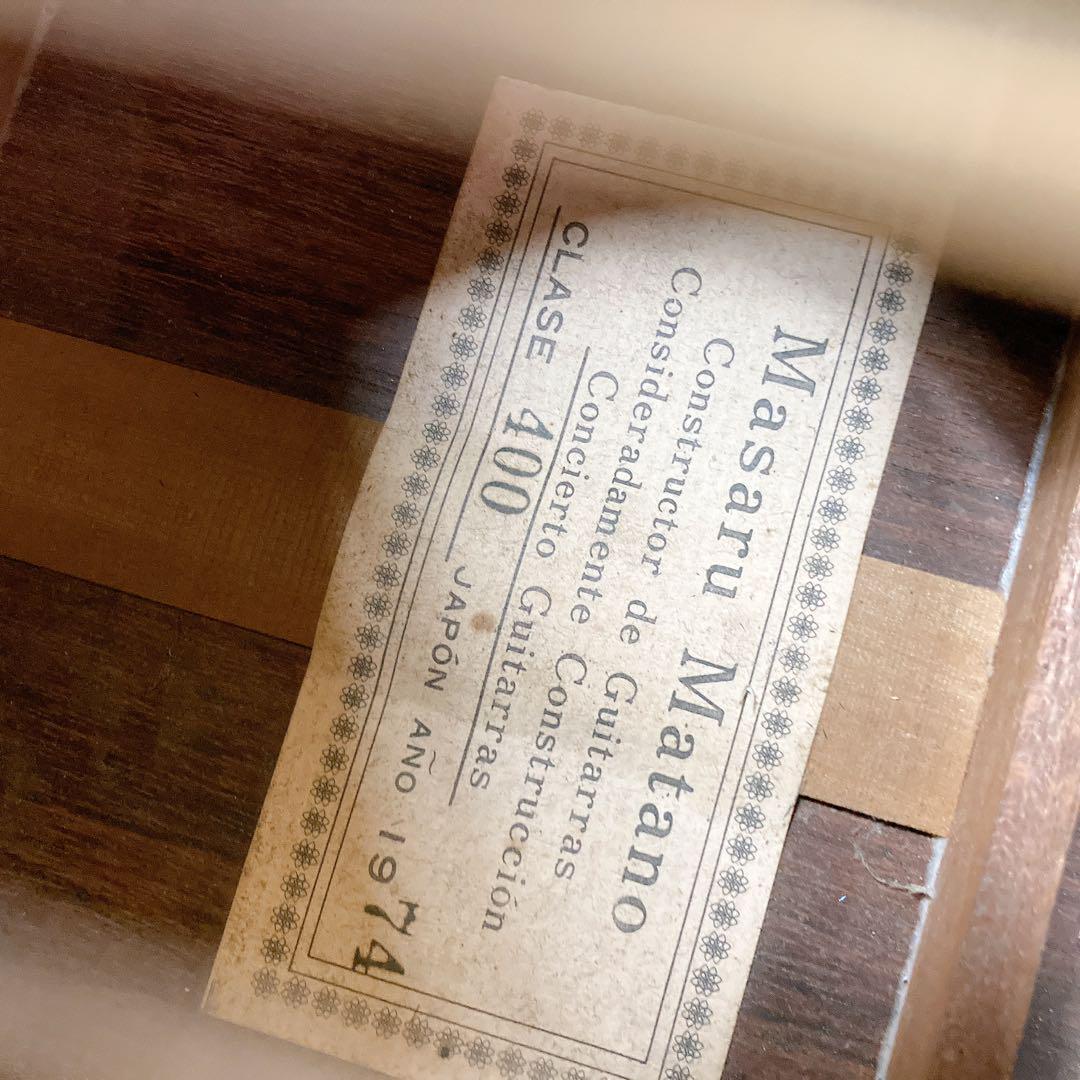 Masaru Matano
Constructor de Guitarras
Consideradamente Construcción
Concierto Guitarras
CLASE 400 JAPÓN AÑO 1974